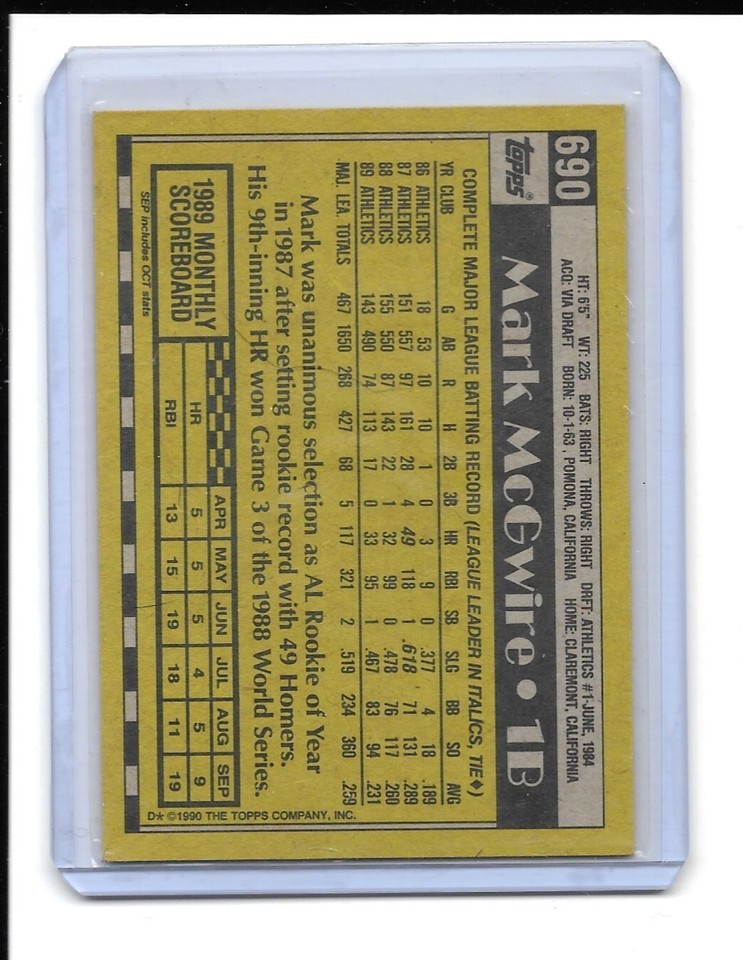 690
HT: 6'5" WT: 225 BATS: RIGHT THROWS: RIGHT DRFT: ATHLETICS #1-JUNE, 1984
ACQ: VIA DRAFT BORN: 10-1-63, POMONA, CALIFORNIA HOME: CLAREMONT, CALIFORNIA
TOPPS®
Mark McGwire • 1B
COMPLETE MAJOR LEAGUE BATTING RECORD (LEAGUE LEADER IN ITALICS, TIE♦)
YR CLUB G AB R H 2B 3B HR RBI SB SLG BB SO AVG
86 ATHLETICS 18 53 10 10 1 0 3 9 0 .377 4 18 .189
87 ATHLETICS 151 557 97 161 28 4 49 118 1 .618 71 131 .289
88 ATHLETICS 155 550 87 143 22 1 32 99 0 .478 76 117 .260
89 ATHLETICS 143 490 74 113 17 0 33 95 1 .467 83 94 .231
MAJ. LEA. TOTALS 467 1650 268 427 68 5 117 321 2 .519 234 360 .259
Mark was unanimous selection as AL Rookie of Year
in 1987 after setting rookie record with 49 Homers.
His 9th-inning HR won Game 3 of the 1988 World Series.
1989 MONTHLY
SCOREBOARD
APR MAY JUN JUL AUG SEP
HR 5 5 5 4 5 9
RBI 13 15 19 18 11 19
SEP includes OCT stats
D* ©1990 THE TOPPS COMPANY, INC.